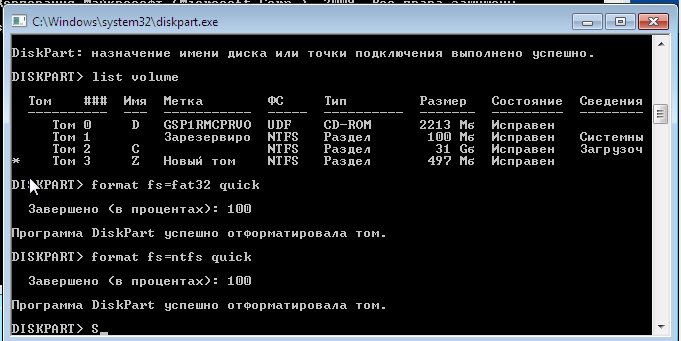 C:\Windows\system32\diskpart.exe
DiskPart: назначение имени диска или точки подключения выполнено успешно.
DISKPART> list volume
Том ### Имя Метка ФС Тип Размер Состояние Сведения
---------- --- ----------- ----- ---------- ------- --------- --------
Том 0 D GSP1RMCPRVO UDF CD-ROM 2213 Мб Исправен
Том 1 Зарезервиро NTFS Раздел 100 Мб Исправен Системны
Том 2 C NTFS Раздел 31 Gб Исправен Загрузоч
* Том 3 Z Новый том NTFS Раздел 497 Мб Исправен
DISKPART> format fs=fat32 quick
Завершено (в процентах): 100
Программа DiskPart успешно отформатировала том.
DISKPART> format fs=ntfs quick
Завершено (в процентах): 100
Программа DiskPart успешно отформатировала том.
DISKPART> S_